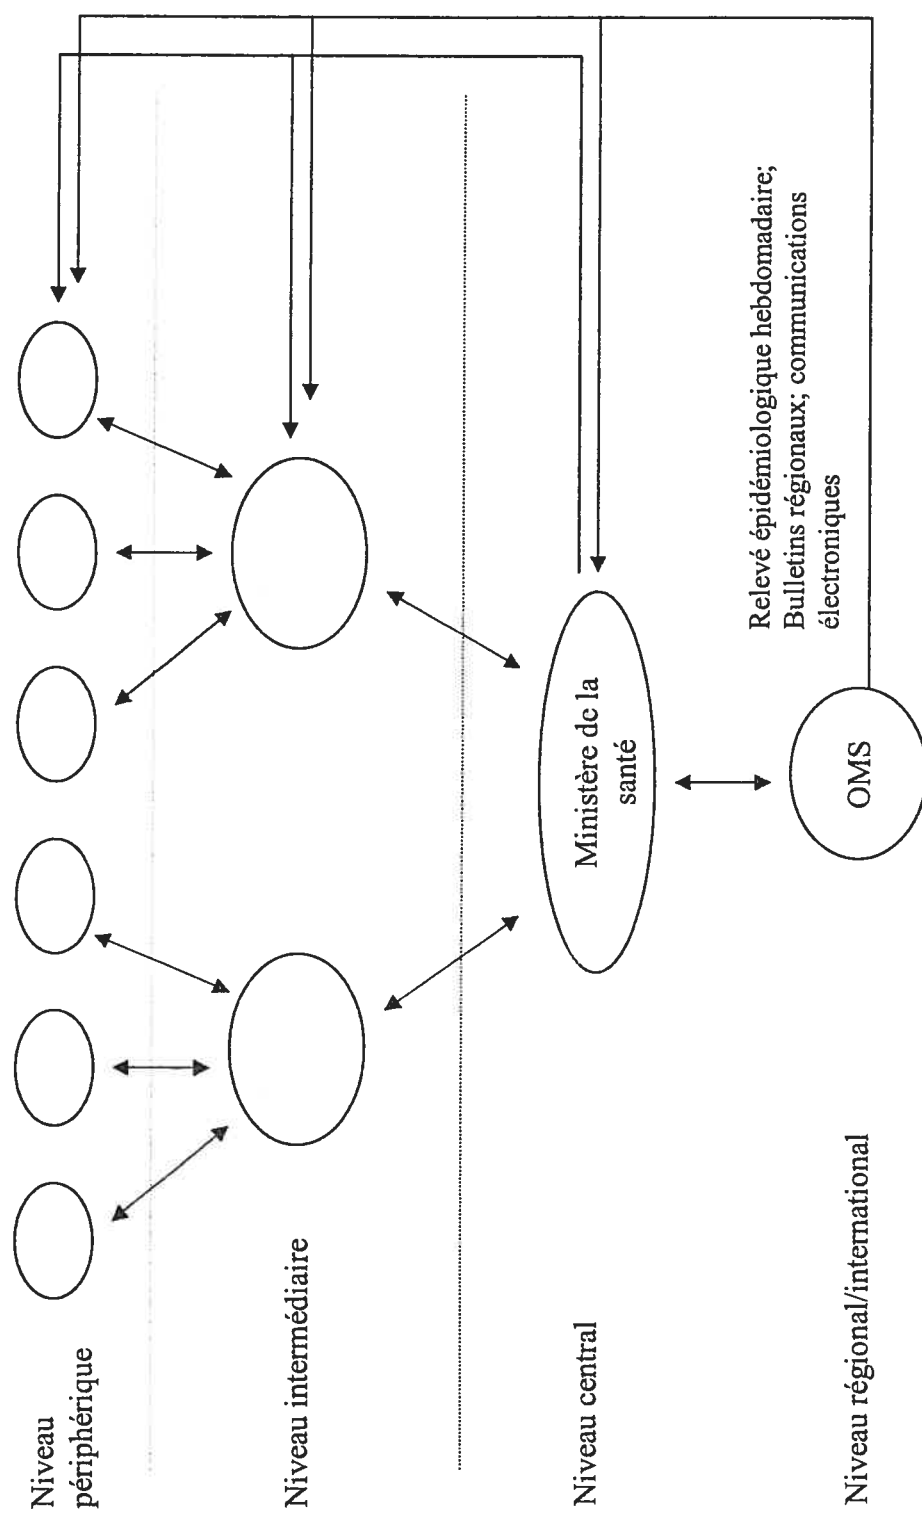 Niveau
périphérique
Niveau intermédiaire
Niveau central
Ministère de la
santé
Relevé épidémiologique hebdomadaire;
Bulletins régionaux; communications
électroniques
Niveau régional/international
OMS